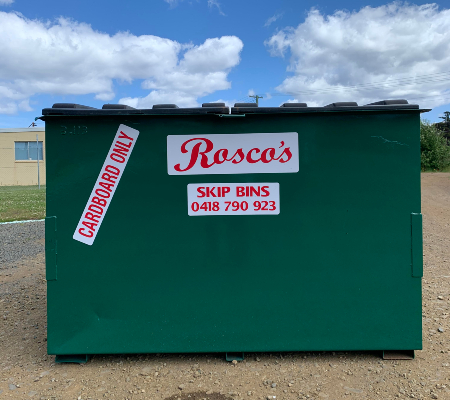 CARDBOARD ONLY
Rosco's
SKIP BINS
0418 790 923